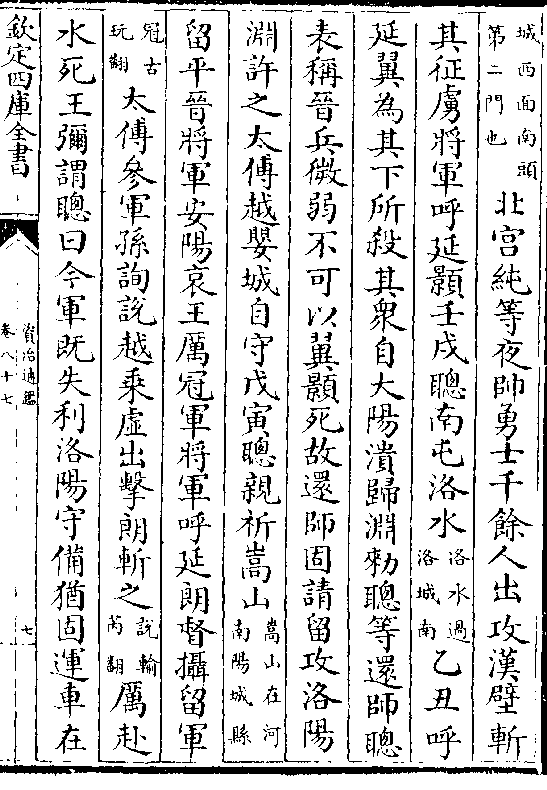 城西面南頭第二門也北宫純等夜帥勇士千餘人出攻漢壁斬
其征虜將軍呼延顥壬戌聰南屯洛水洛水過洛城南乙丑呼
延翼為其下所殺其衆自大陽潰歸淵勑聰等還師聰
表稱晉兵微弱不可以翼顥死故還師固請留攻洛陽
淵許之太傅越嬰城自守戊寅聰親祈嵩山嵩山在河南陽城縣
留平晉將軍安陽哀王厲冠軍將軍呼延朗督攝留軍
冠古玩翻太傅參軍孫詢說越乘虛出擊朗斬之說輸芮翻厲赴
水死王彌謂聰曰今軍既失利洛陽守備猶固運車在
欽定四庫全書
資治通鑑
卷八十七
七